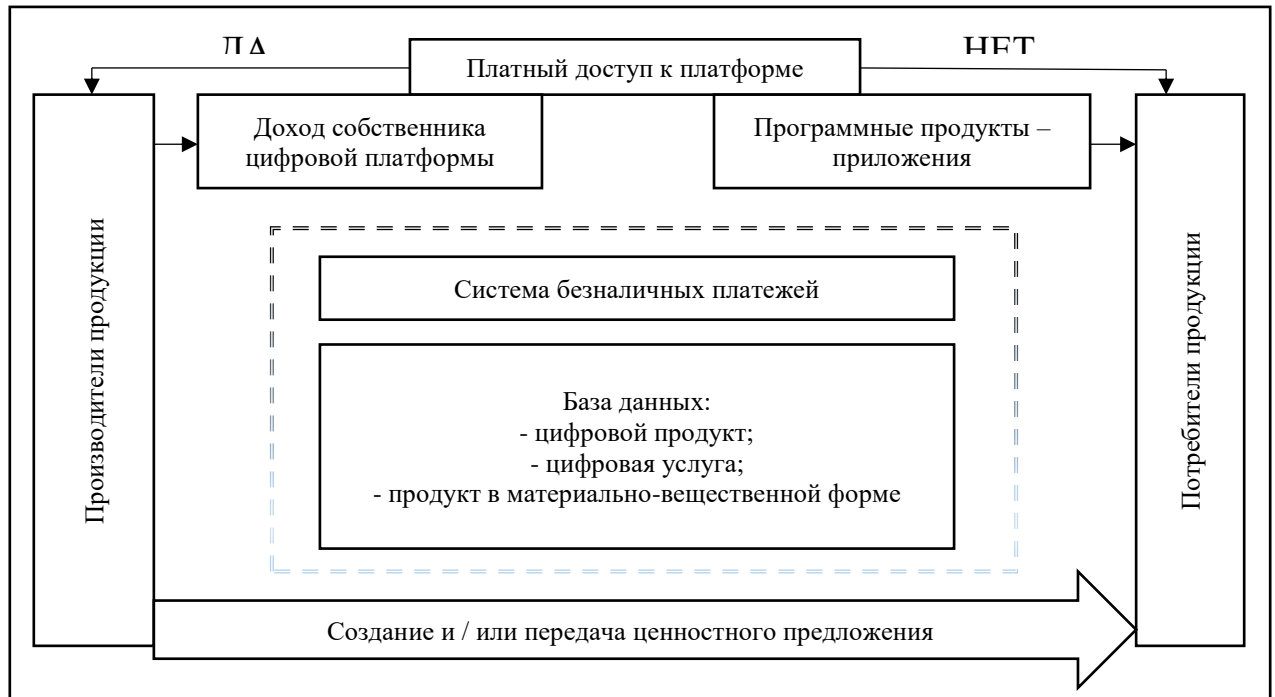 ДА
НЕТ
Платный доступ к платформе
Доход собственника
цифровой платформы
Программные продукты –
приложения
Производители продукции
Система безналичных платежей
База данных:
- цифровой продукт;
- цифровая услуга;
- продукт в материально-вещественной форме
Потребители продукции
Создание и / или передача ценностного предложения